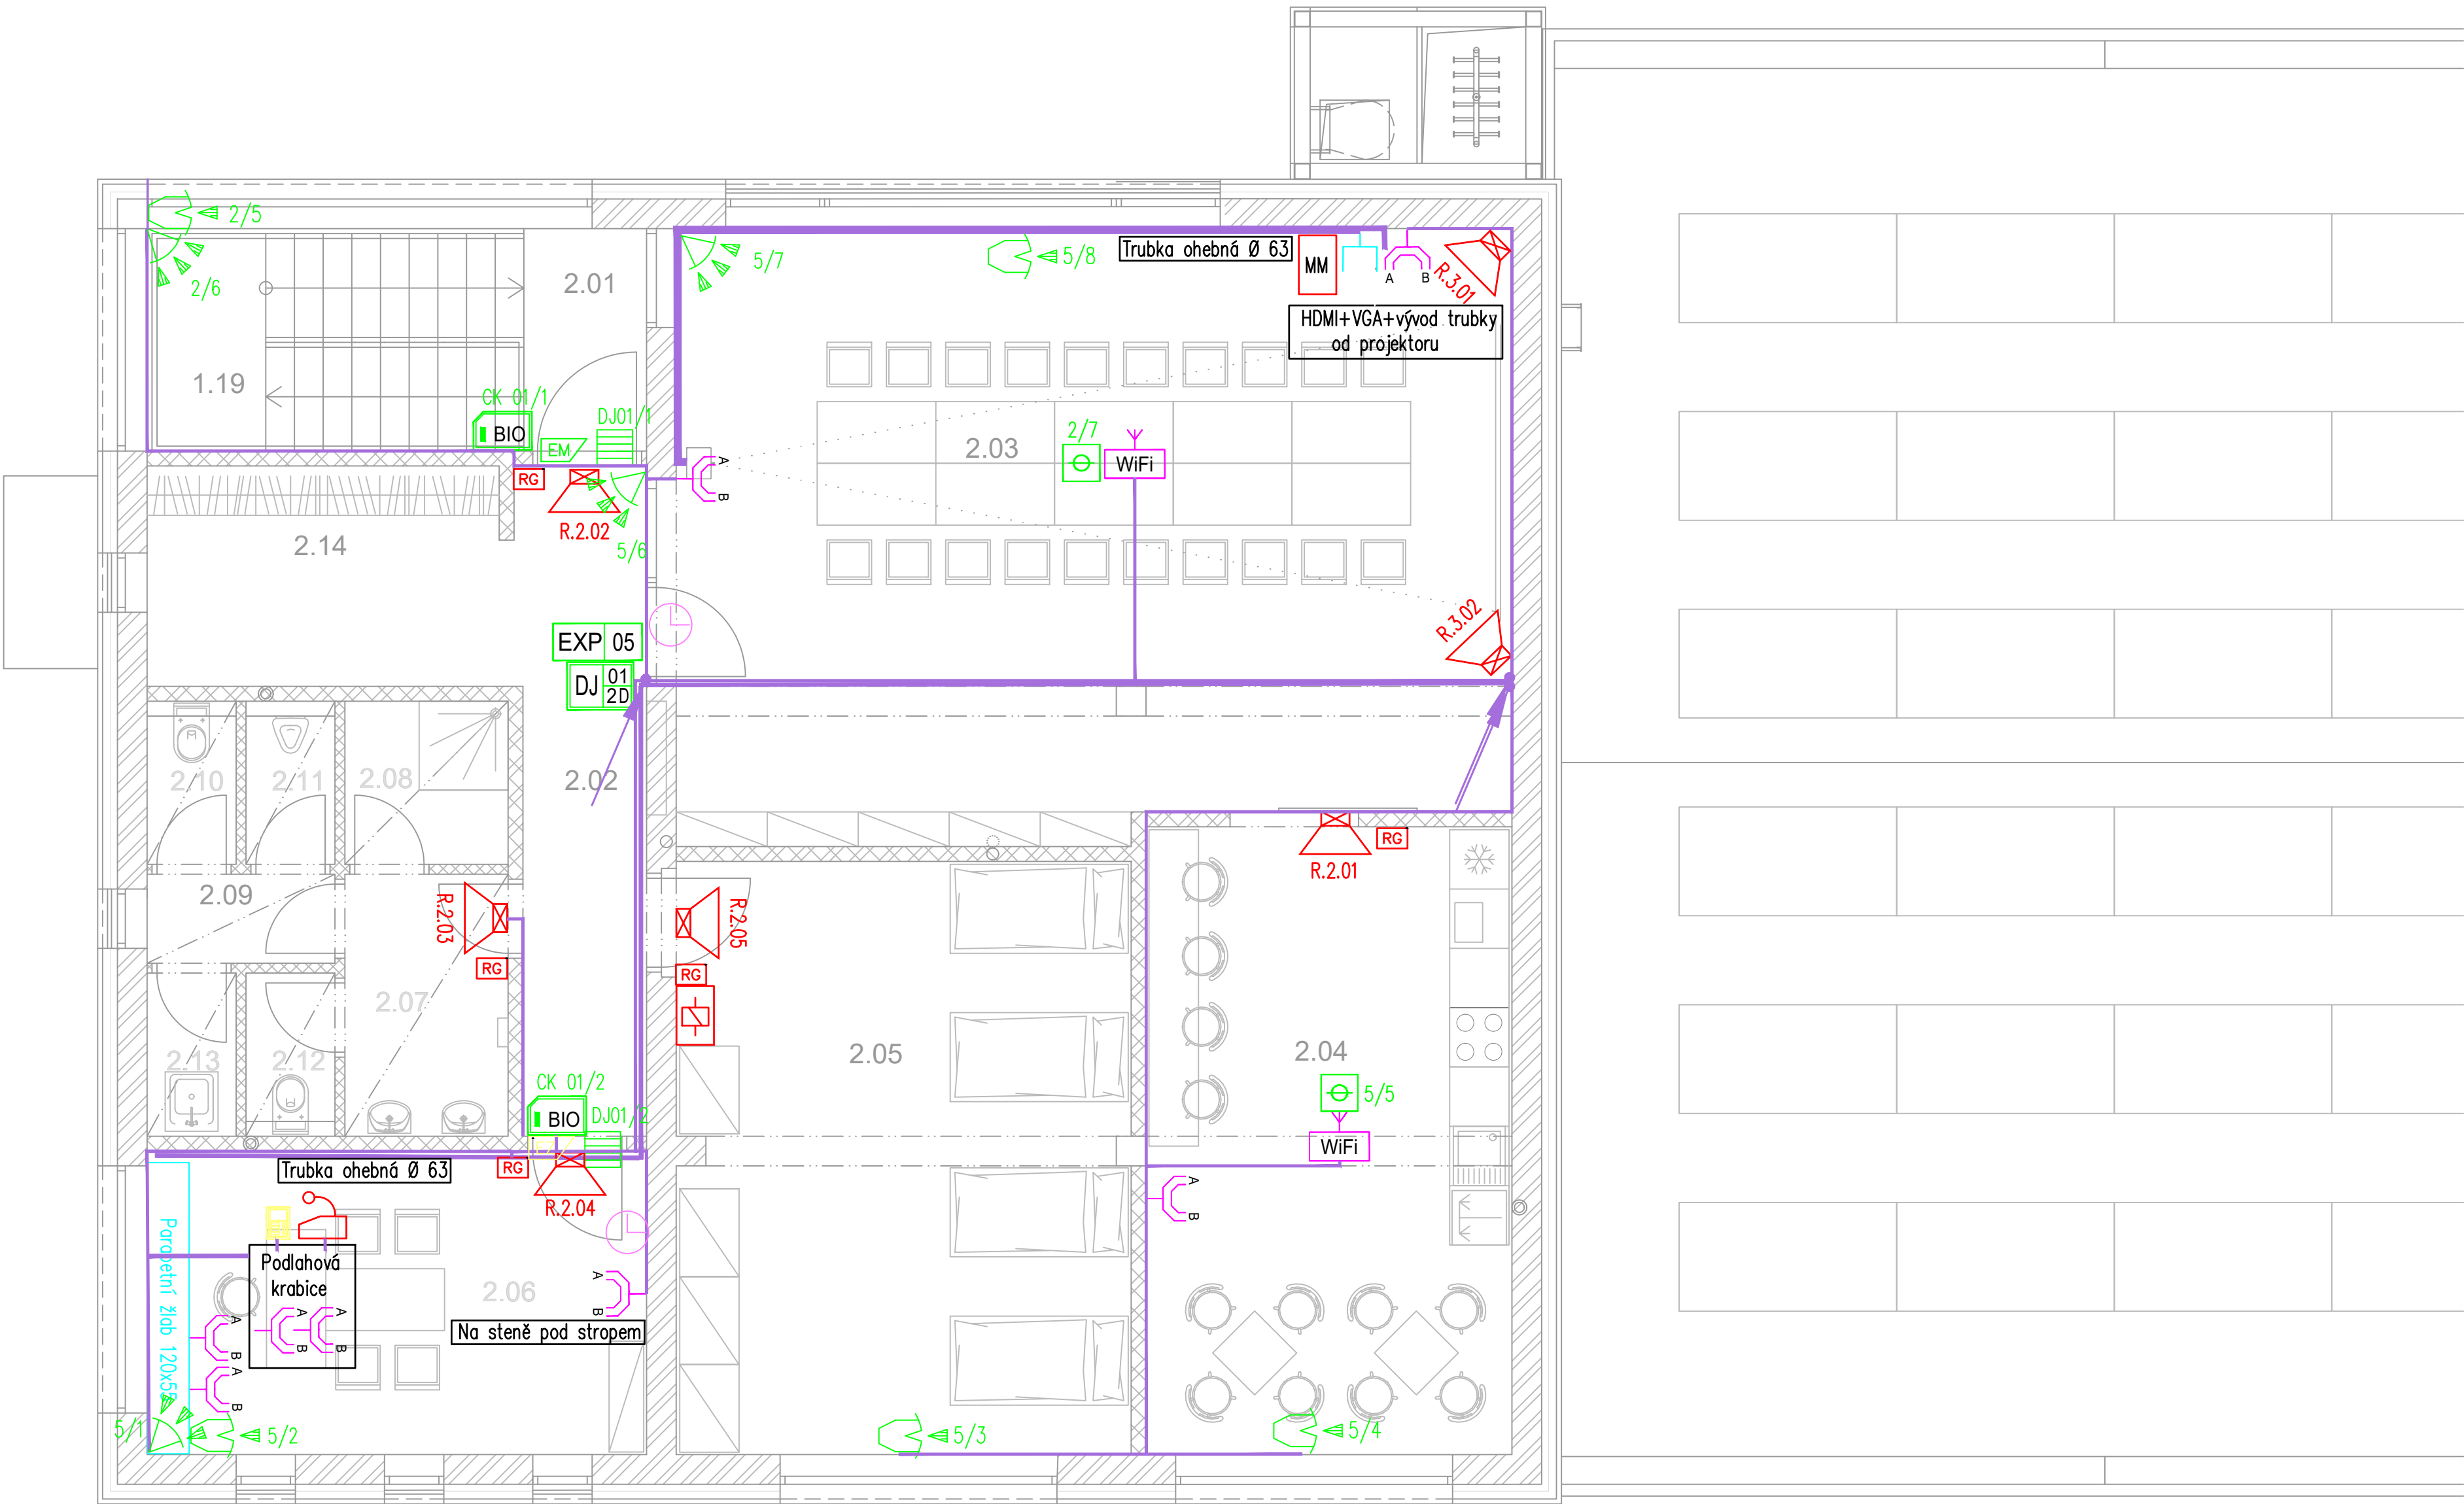 2/5
2/6
2.01
5/7
5/8
Trubka ohebná Ø 63
MM
A
B
R.3.01
HDMI+VGA+vývod trubky
od projektoru
1.19
CK 01/1
BIO
DJ01/1
EM
2.03
2/7
WiFi
A
B
RG
R.2.02
5/6
2.14
R.3.02
EXP 05
DJ 01
2D
2.02
2.10
2.11
2.08
2.09
R.2.03
RG
R.2.05
RG
R.2.01
RG
2.07
2.13
2.12
2.05
2.04
CK 01/2
BIO
DJ01/2
5/5
WiFi
A
B
Trubka ohebná Ø 63
RG
R.2.04
Parapetní žlab 120x55
Podlahová
krabice
A
B
A
B
A
B
A
B
2.06
A
B
Na stěně pod stropem
5/1
5/2
5/3
5/4